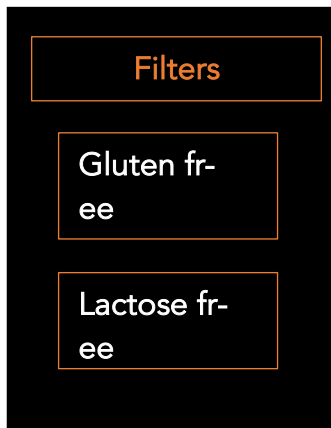 Filters
Gluten fr-
ee
Lactose fr-
ee